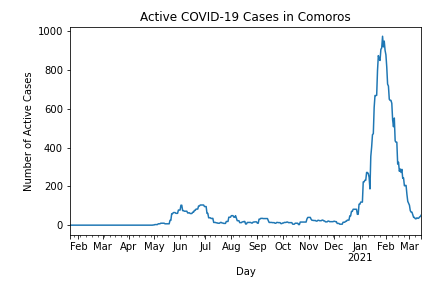 Active COVID-19 Cases in Comoros
1000
800
600
400
200
0
Number of Active Cases
Feb Mar Apr May Jun Jul Aug Sep Oct Nov Dec Jan Feb Mar
2021
Day